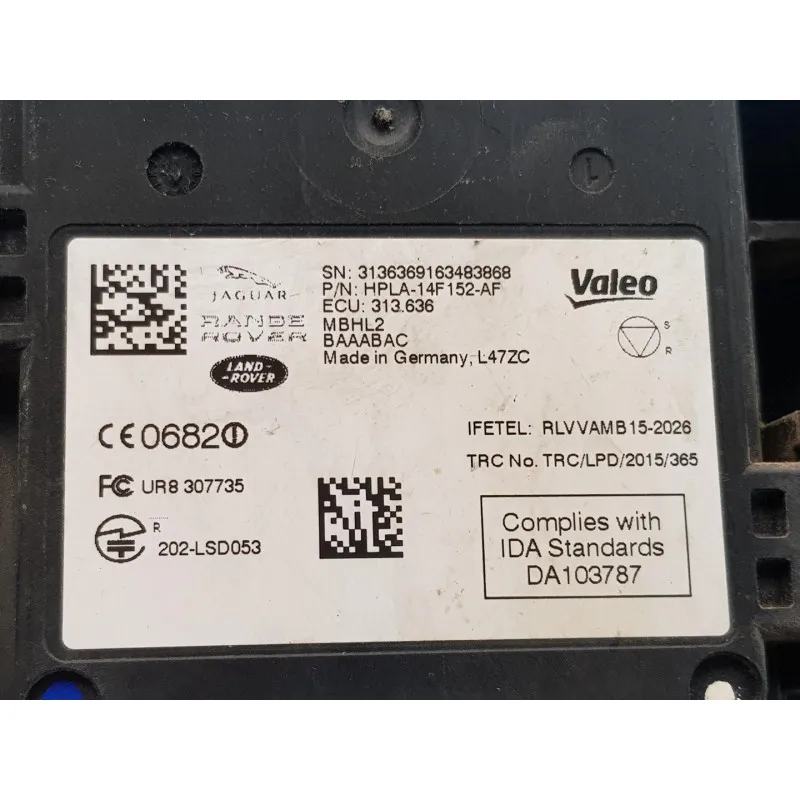 JAGUAR
RANGE
ROVER
LAND-
-ROVER
SN: 3136369163483868
P/N: HPLA-14F152-AF
ECU: 313.636
MBHL2
BAAABAC
Made in Germany, L47ZC
Valeo
S
R
CE0682
IFETEL: RLVVAMB15-2026
TRC No. TRC/LPD/2015/365
FC UR8 307735
R
202-LSD053
Complies with
IDA Standards
DA103787
1